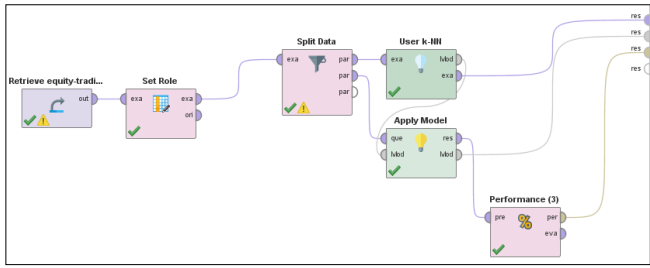 res
res
res
res
Split Data
exa
par
par
par
User k-NN
exa
Mod
exa
Retrieve equity-tradi...
out
Set Role
exa
exa
ori
Apply Model
que
res
Mod
Mod
Performance (3)
pre
%
per
eva